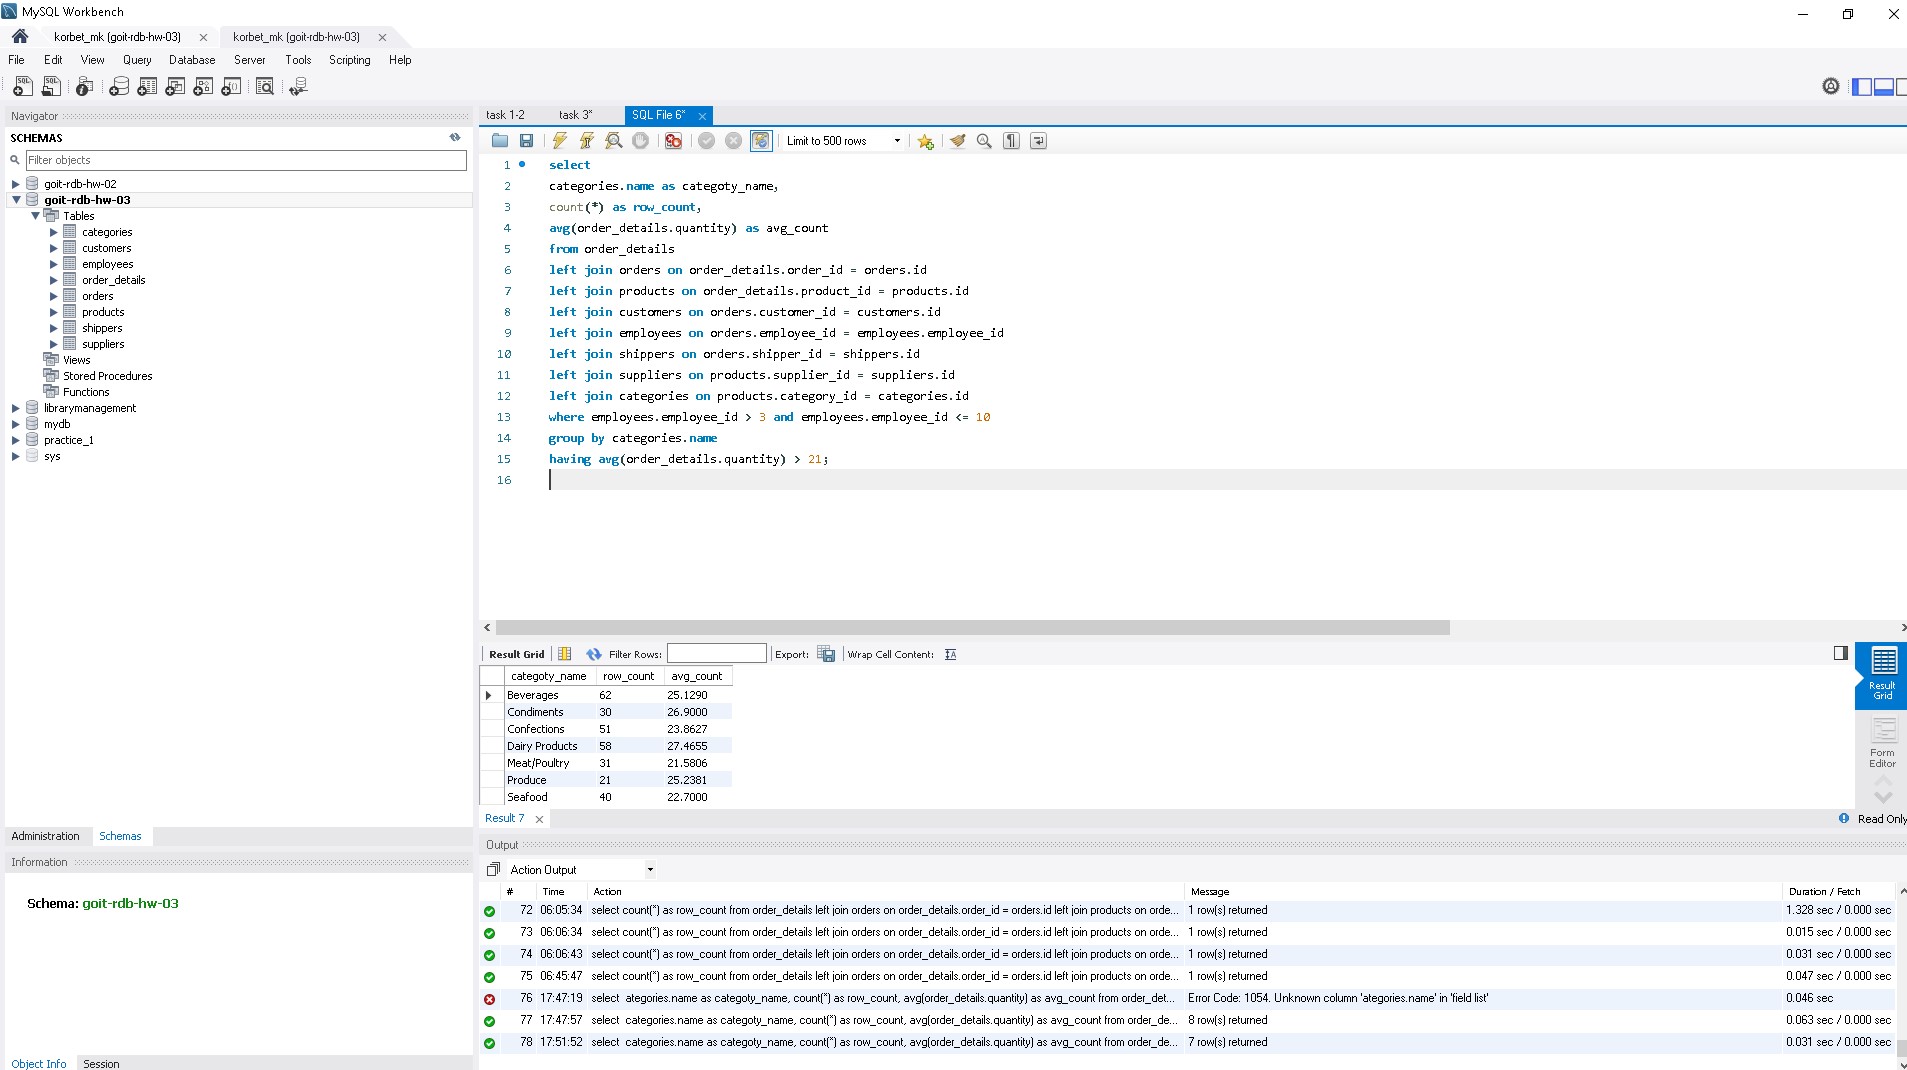 MySQL Workbench
korbet_mk (goit-rdb-hw-03)
korbet_mk (goit-rdb-hw-03)
File Edit View Query Database Server Tools Scripting Help
Navigator
SCHEMAS
Filter objects
goit-rdb-hw-02
goit-rdb-hw-03
Tables
categories
customers
employees
order_details
orders
products
shippers
suppliers
Views
Stored Procedures
Functions
librarymanagement
mydb
practice_1
sys
Administration Schemas
Information
Schema: goit-rdb-hw-03
Object Info Session
task 1-2 task 3* SQL File 6*
Limit to 500 rows
1 select
2 categories.name as categoty_name,
3 count(*) as row_count,
4 avg(order_details.quantity) as avg_count
5 from order_details
6 left join orders on order_details.order_id = orders.id
7 left join products on order_details.product_id = products.id
8 left join customers on orders.customer_id = customers.id
9 left join employees on orders.employee_id = employees.employee_id
10 left join shippers on orders.shipper_id = shippers.id
11 left join suppliers on products.supplier_id = suppliers.id
12 left join categories on products.category_id = categories.id
13 where employees.employee_id > 3 and employees.employee_id <= 10
14 group by categories.name
15 having avg(order_details.quantity) > 21;
16
Result Grid Filter Rows: Export: Wrap Cell Content:
categoty_name row_count avg_count
Beverages 62 25.1290
Condiments 30 26.9000
Confections 51 23.8627
Dairy Products 58 27.4655
Meat/Poultry 31 21.5806
Produce 21 25.2381
Seafood 40 22.7000
Result
Grid
Form
Editor
Result 7
Read Only
Output
Action Output
# Time Action Message Duration / Fetch
72 06:05:34 select count(*) as row_count from order_details left join orders on order_details.order_id = orders.id left join products on orde... 1 row(s) returned 1.328 sec / 0.000 sec
73 06:06:34 select count(*) as row_count from order_details left join orders on order_details.order_id = orders.id left join products on orde... 1 row(s) returned 0.015 sec / 0.000 sec
74 06:06:43 select count(*) as row_count from order_details left join orders on order_details.order_id = orders.id left join products on orde... 1 row(s) returned 0.031 sec / 0.000 sec
75 06:45:47 select count(*) as row_count from order_details left join orders on order_details.order_id = orders.id left join products on orde... 1 row(s) returned 0.047 sec / 0.000 sec
76 17:47:19 select ategories.name as categoty_name, count(*) as row_count, avg(order_details.quantity) as avg_count from order_det... Error Code: 1054. Unknown column 'ategories.name' in 'field list' 0.046 sec
77 17:47:57 select categories.name as categoty_name, count(*) as row_count, avg(order_details.quantity) as avg_count from order_de... 8 row(s) returned 0.063 sec / 0.000 sec
78 17:51:52 select categories.name as categoty_name, count(*) as row_count, avg(order_details.quantity) as avg_count from order_de... 7 row(s) returned 0.031 sec / 0.000 sec